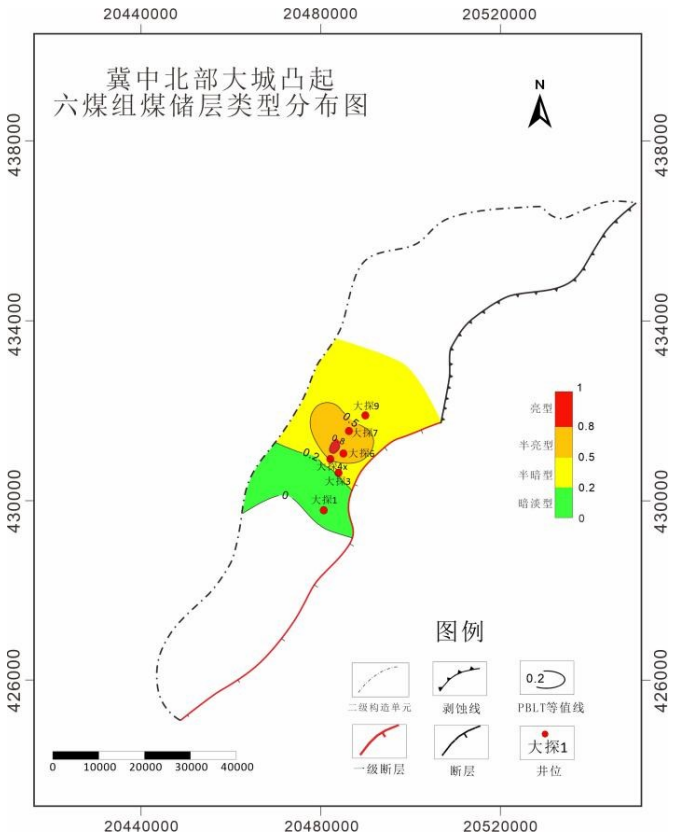 20440000
20480000
20520000
冀中北部大城凸起
六煤组煤储层类型分布图
N
438000
438000
434000
434000
大探9
0.5
大探7
0.8
大探6
0.2
大探4x
大探3
0
大探1
1
亮型
0.8
半亮型
0.5
半暗型
0.2
暗淡型
0
430000
430000
图例
0.2
二级构造单元
剥蚀线
PBLT等值线
大探1
一级断层
断层
井位
426000
426000
0
10000
20000
30000
40000
20440000
20480000
20520000